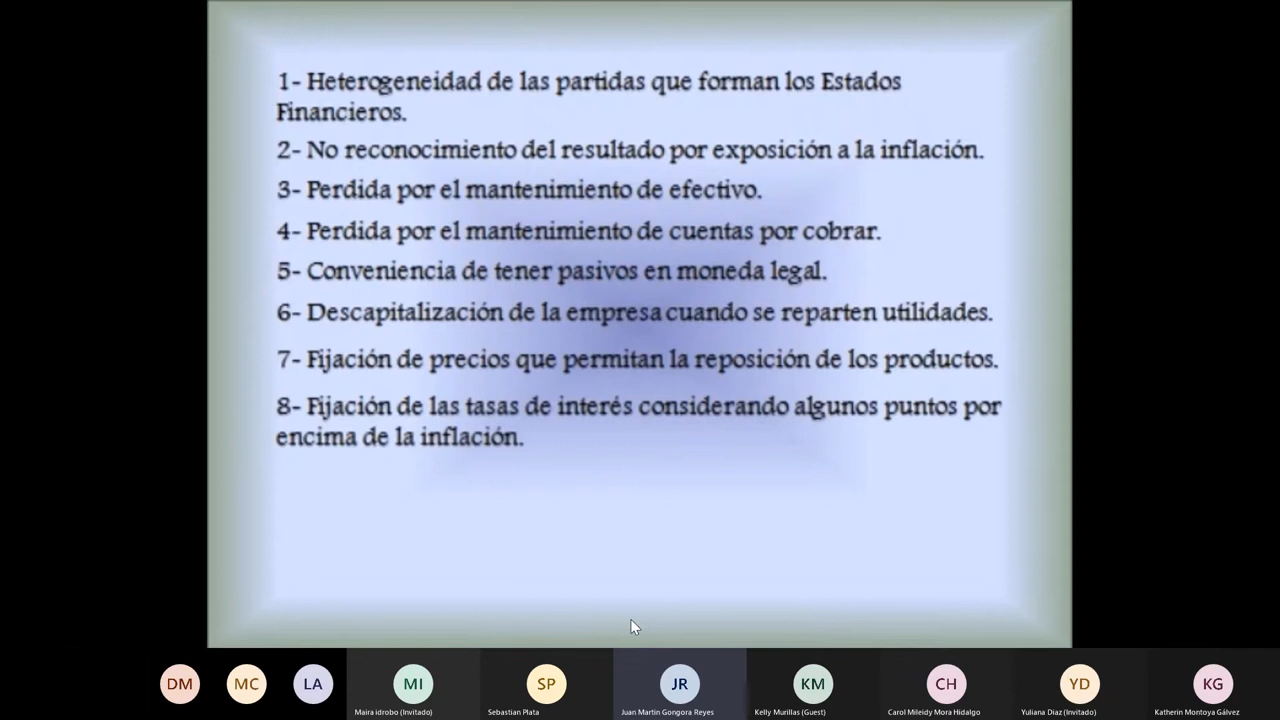 1- Heterogeneidad de las partidas que forman los Estados
Financieros.
2- No reconocimiento del resultado por exposición a la inflación.
3- Perdida por el mantenimiento de efectivo.
4- Perdida por el mantenimiento de cuentas por cobrar.
5- Conveniencia de tener pasivos en moneda legal.
6- Descapitalización de la empresa cuando se reparten utilidades.
7- Fijación de precios que permitan la reposición de los productos.
8- Fijación de las tasas de interés considerando algunos puntos por
encima de la inflación.
DM MC LA MI SP JR KM CH YD KG
Maira idrobo (Invitado) Sebastian Plata Juan Martin Gongora Reyes Kelly Murillas (Guest) Carol Mileidy Mora Hidalgo Yuliana Diaz (Invitado) Katherin Montoya Gálvez